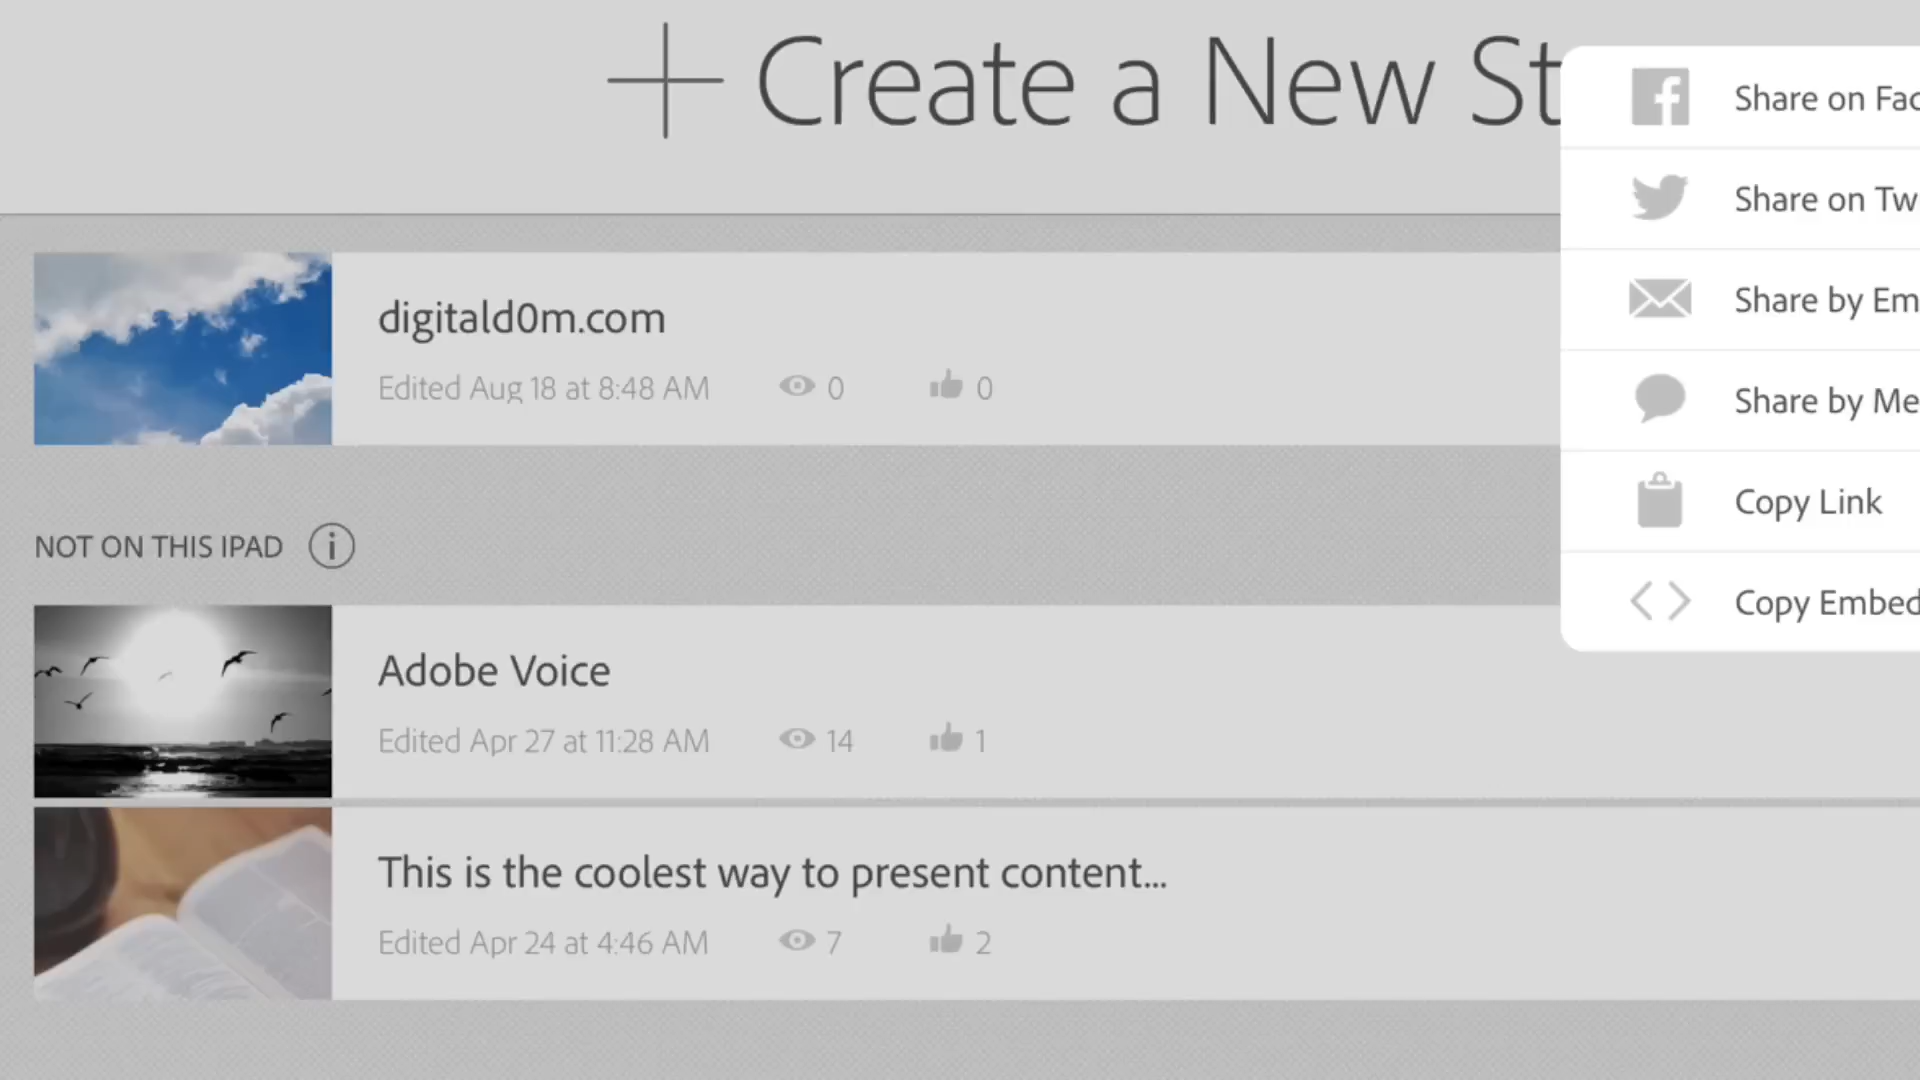 Create a New St
digitald0m.com
Edited Aug 18 at 8:48 AM 0 0
NOT ON THIS IPAD
Adobe Voice
Edited Apr 27 at 11:28 AM 14 1
This is the coolest way to present content...
Edited Apr 24 at 4:46 AM 7 2
Share on Fac
Share on Tw
Share by Em
Share by Me
Copy Link
Copy Embed